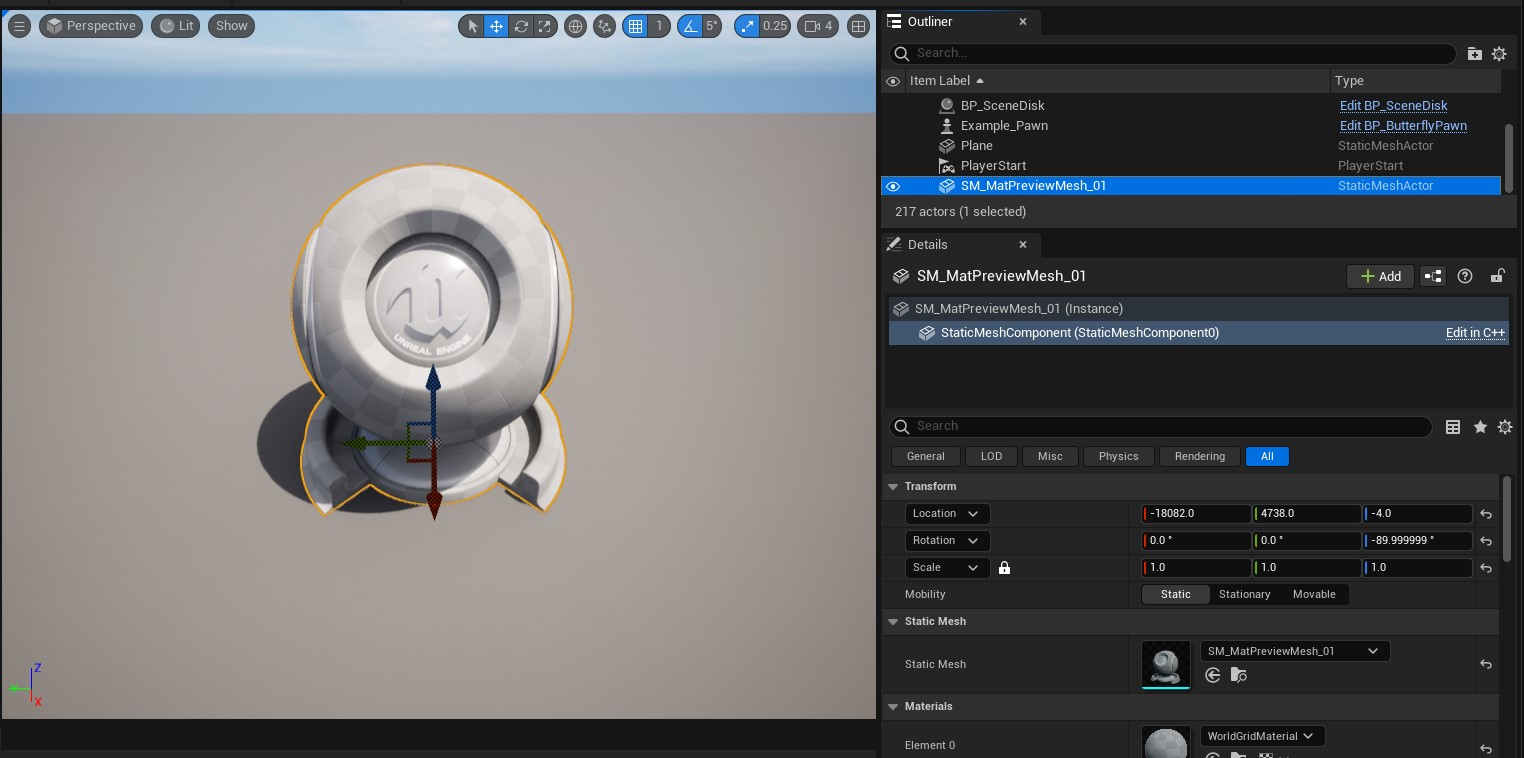 Perspective
Lit
Show
1
5°
0.25
4
UNREAL ENGINE
Z
Y
X
Outliner
Search...
Item Label
Type
BP_SceneDisk
Edit BP_SceneDisk
Example_Pawn
Edit BP_ButterflyPawn
Plane
StaticMeshActor
PlayerStart
PlayerStart
SM_MatPreviewMesh_01
StaticMeshActor
217 actors (1 selected)
Details
SM_MatPreviewMesh_01
Add
SM_MatPreviewMesh_01 (Instance)
StaticMeshComponent (StaticMeshComponent0)
Edit in C++
Search
General
LOD
Misc
Physics
Rendering
All
Transform
Location
-18082.0
4738.0
-4.0
Rotation
0.0 °
0.0 °
-89.999999 °
Scale
1.0
1.0
1.0
Mobility
Static
Stationary
Movable
Static Mesh
Static Mesh
SM_MatPreviewMesh_01
Materials
Element 0
WorldGridMaterial